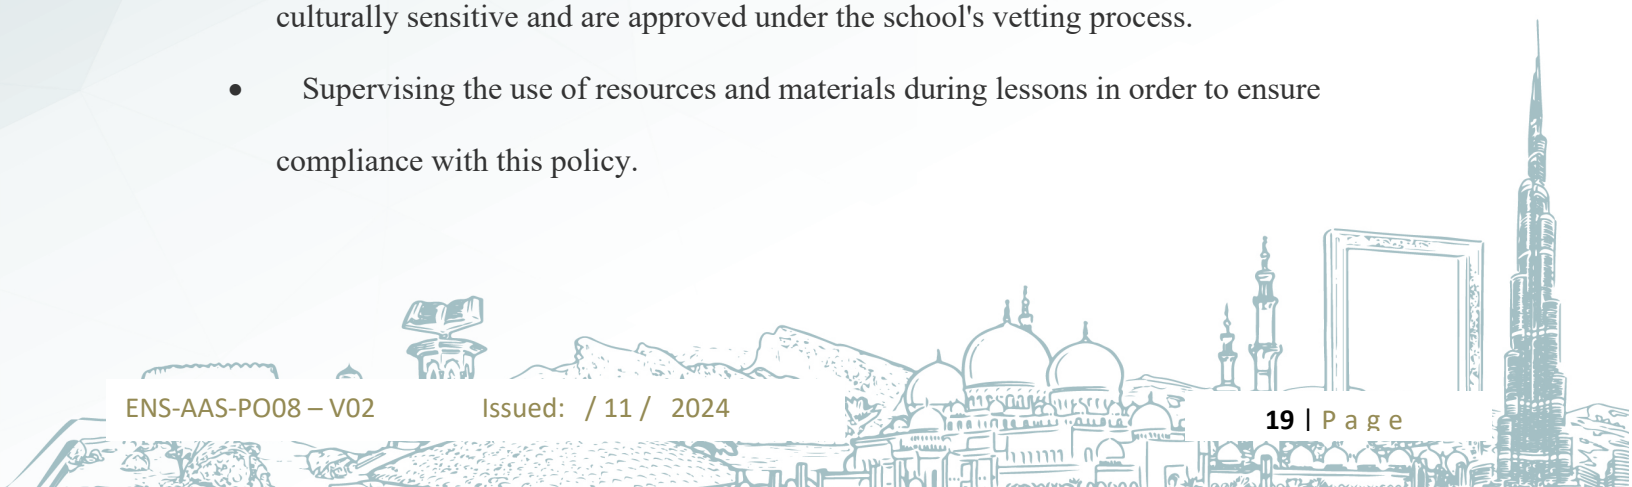 culturally sensitive and are approved under the school's vetting process.
• Supervising the use of resources and materials during lessons in order to ensure
compliance with this policy.
ENS-AAS-PO08 – V02 Issued: / 11 / 2024
19 | P a g e